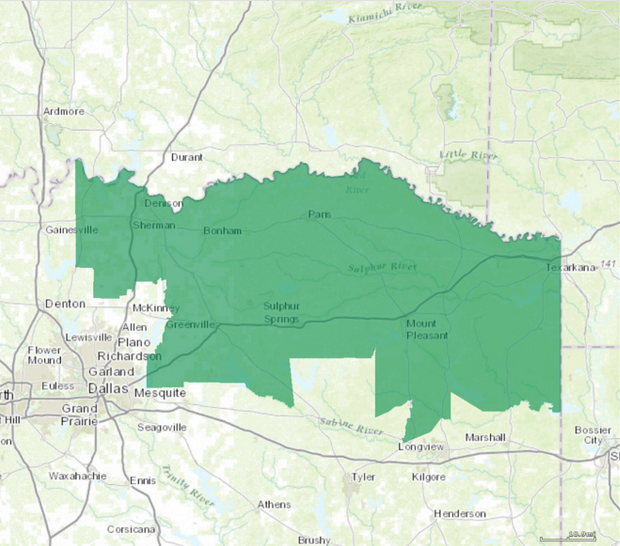 Kiamichi River
Ardmore
Durant
Little River
River
Denison
Paris
Gainesville
Sherman
Bonham
Sulphur River
Texarkana
141
Denton
McKinney
Sulphur
Springs
Allen
Greenville
Mount
Pleasant
Lewisville
Plano
Flower
Mound
Richardson
Garland
Euless
Dallas
Mesquite
rth
Grand
Prairie
Hill
Seagoville
Sabine River
Bossier
City
Marshall
Longview
on
Waxahachie
Ennis
Trinity River
Tyler
Kilgore
Athens
Henderson
Corsicana
Brushy